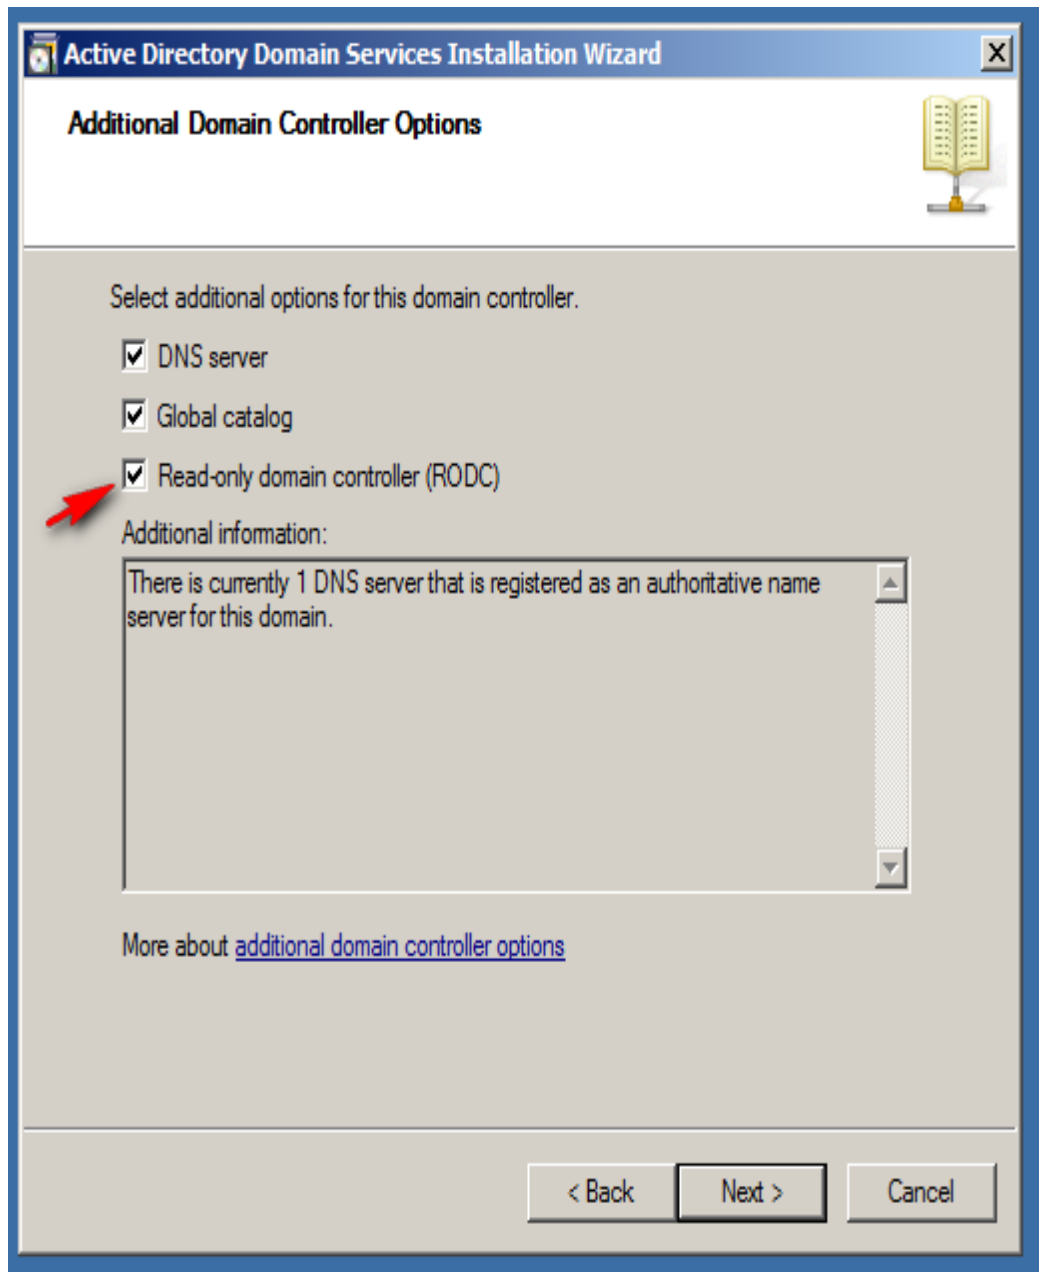 Active Directory Domain Services Installation Wizard
Additional Domain Controller Options
Select additional options for this domain controller.
DNS server
Global catalog
Read-only domain controller (RODC)
Additional information:
There is currently 1 DNS server that is registered as an authoritative name
server for this domain.
More about additional domain controller options
< Back Next > Cancel